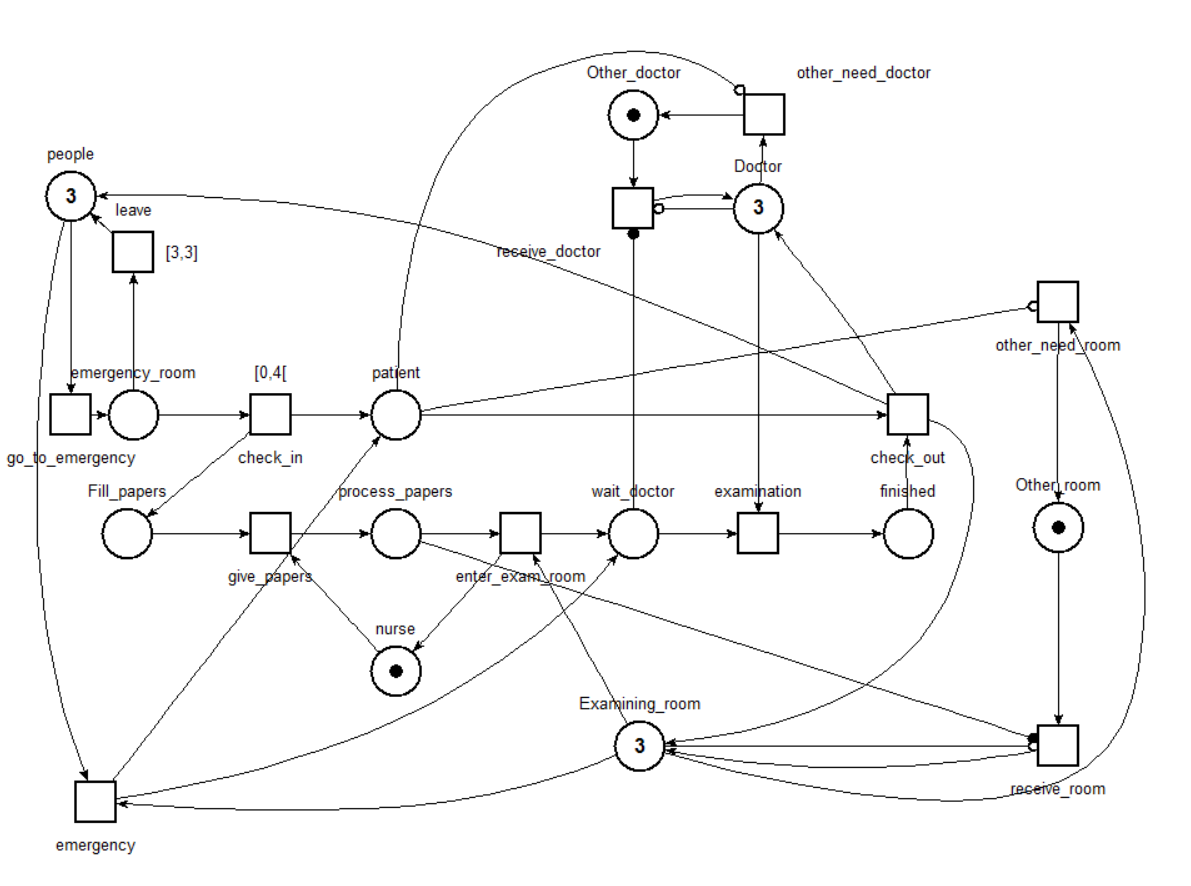 Other_doctor
other_need_doctor
people
Doctor
3
leave
3
[3,3]
receive_doctor
other_need_room
emergency_room
[0,4[
patient
go_to_emergency
check_in
check_out
Fill_papers
process_papers
wait_doctor
examination
finished
Other_room
give_papers
enter_exam_room
nurse
Examining_room
3
receive_room
emergency